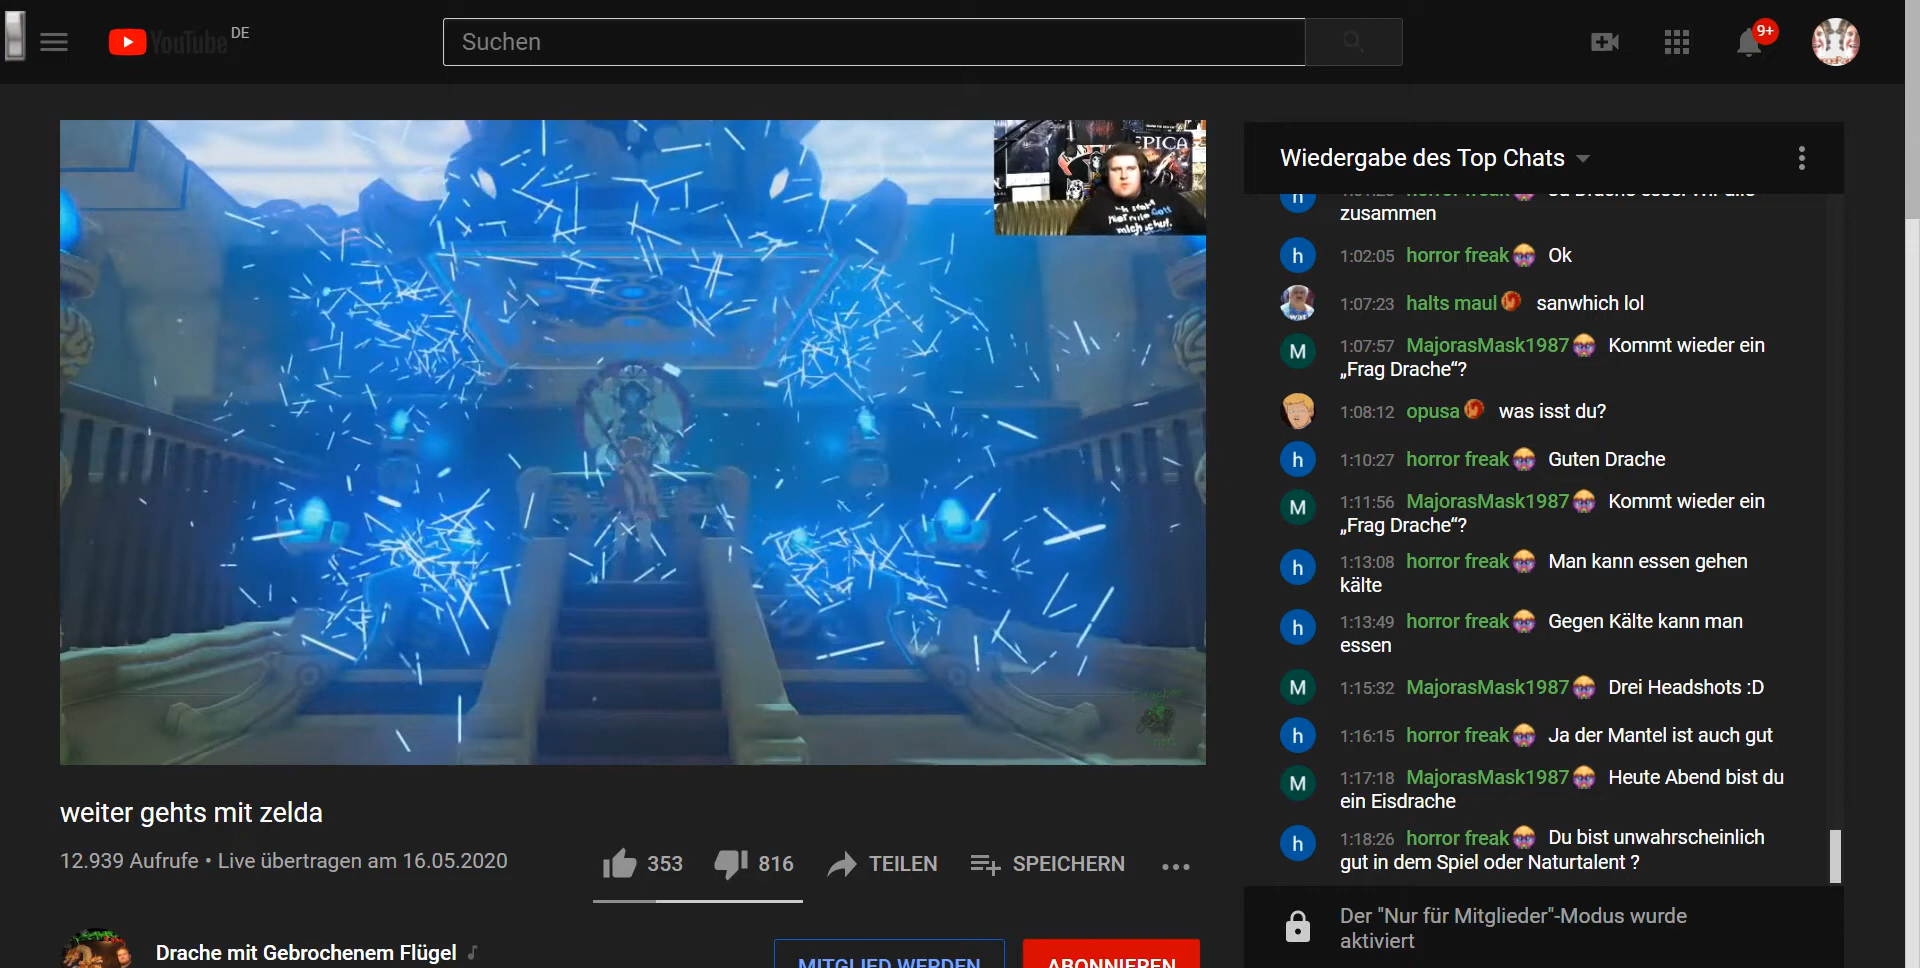 YouTube DE
Suchen
9+
EPICA
Wiedergabe des Top Chats
zusammen
1:02:05 horror freak Ok
1:07:23 halts maul sanwhich lol
1:07:57 MajorasMask1987 Kommt wieder ein
„Frag Drache“?
1:08:12 opusa was isst du?
1:10:27 horror freak Guten Drache
1:11:56 MajorasMask1987 Kommt wieder ein
„Frag Drache“?
1:13:08 horror freak Man kann essen gehen
kälte
1:13:49 horror freak Gegen Kälte kann man
essen
1:15:32 MajorasMask1987 Drei Headshots :D
1:16:15 horror freak Ja der Mantel ist auch gut
1:17:18 MajorasMask1987 Heute Abend bist du
ein Eisdrache
1:18:26 horror freak Du bist unwahrscheinlich
gut in dem Spiel oder Naturtalent ?
Der "Nur für Mitglieder"-Modus wurde
aktiviert
weiter gehts mit zelda
12.939 Aufrufe • Live übertragen am 16.05.2020
353 816 TEILEN SPEICHERN
Drache mit Gebrochenem Flügel
MITGLIED WERDEN ABONNIEREN